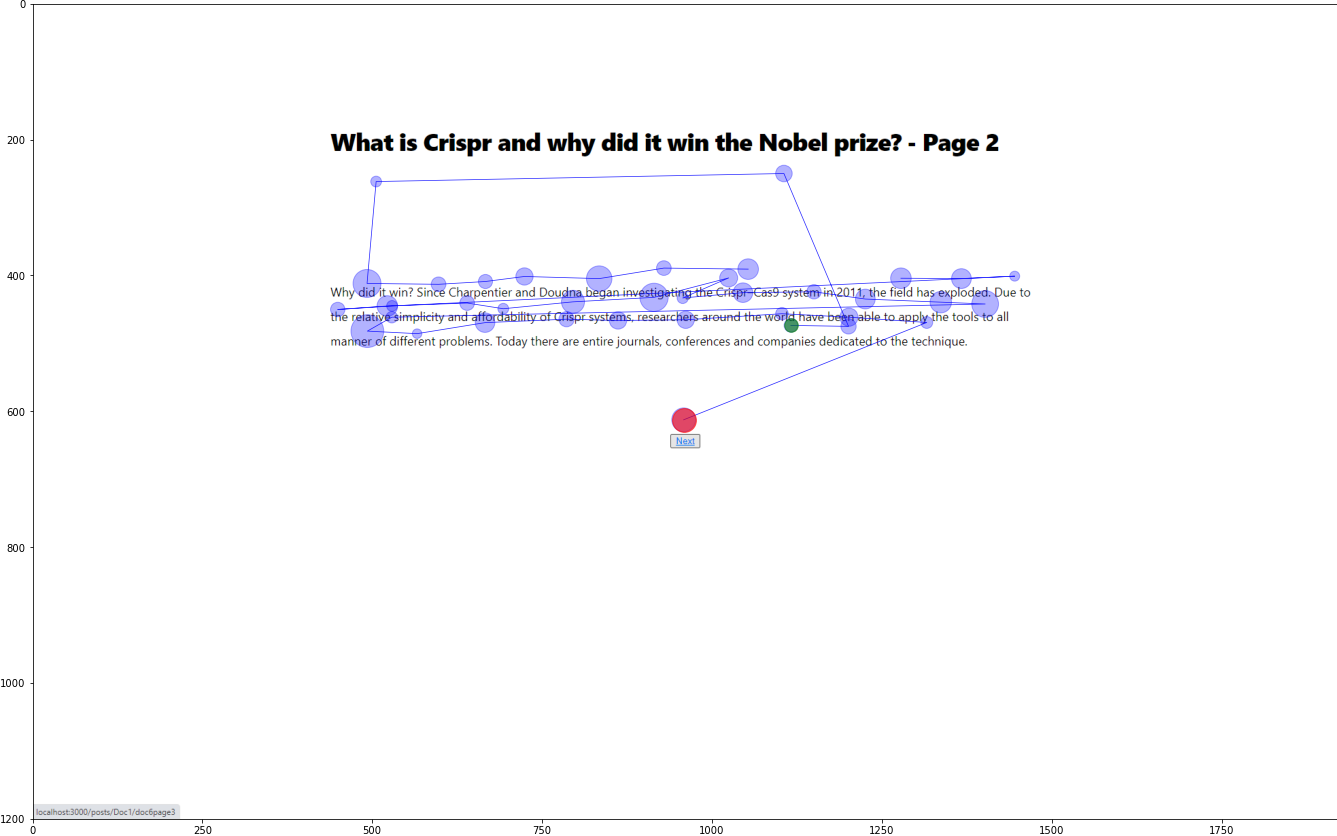 0
200
What is Crispr and why did it win the Nobel prize? - Page 2
400
Why did it win? Since Charpentier and Doudna began investigating the Crispr Cas9 system in 2011, the field has exploded. Due to
the relative simplicity and affordability of Crispr systems, researchers around the world have been able to apply the tools to all
manner of different problems. Today there are entire journals, conferences and companies dedicated to the technique.
600
Next
800
1000
localhost:3000/posts/Doc1/doc6page3
1200
0 250 500 750 1000 1250 1500 1750